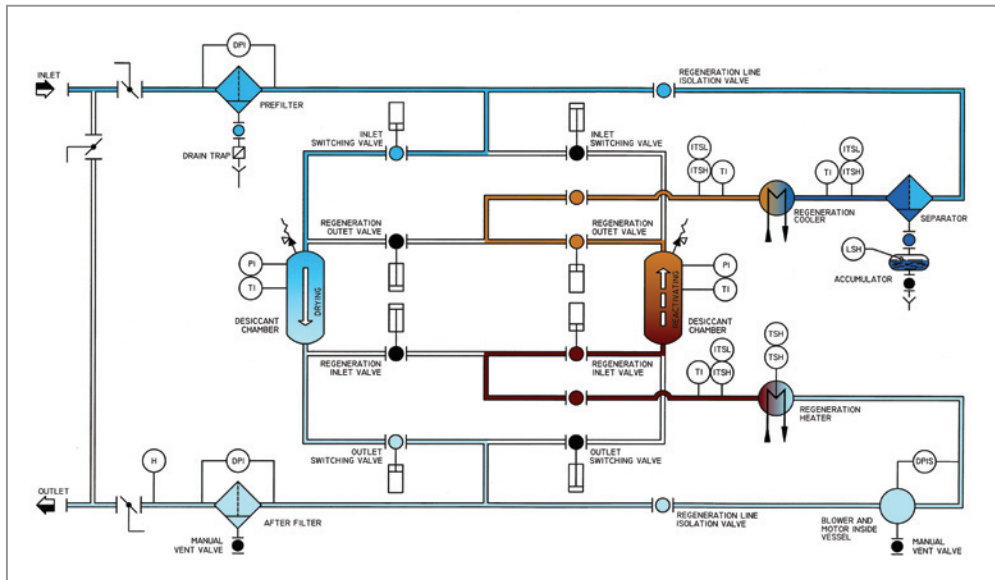 DPI
INLET
PREFILTER
DRAIN TRAP
REGENERATION LINE
ISOLATION VALVE
INLET
SWITCHING VALVE
INLET
SWITCHING VALVE
ITSL
ITSH
TI
ITSL
TI
ITSH
REGENERATION
COOLER
SEPARATOR
LSH
ACCUMULATOR
REGENERATION
OUTET VALVE
REGENERATION
OUTET VALVE
PI
TI
DRYING
DESICCANT
CHAMBER
REACTIVATING
PI
TI
DESICCANT
CHAMBER
REGENERATION
INLET VALVE
REGENERATION
INLET VALVE
TSH
TSH
ITSL
TI
ITSH
REGENERATION
HEATER
OUTLET
SWITCHING VALVE
OUTLET
SWITCHING VALVE
H
DPI
DPIS
OUTLET
AFTER FILTER
MANUAL
VENT VALVE
REGENERATION LINE
ISOLATION VALVE
BLOWER AND
MOTOR INSIDE
VESSEL
MANUAL
VENT VALVE